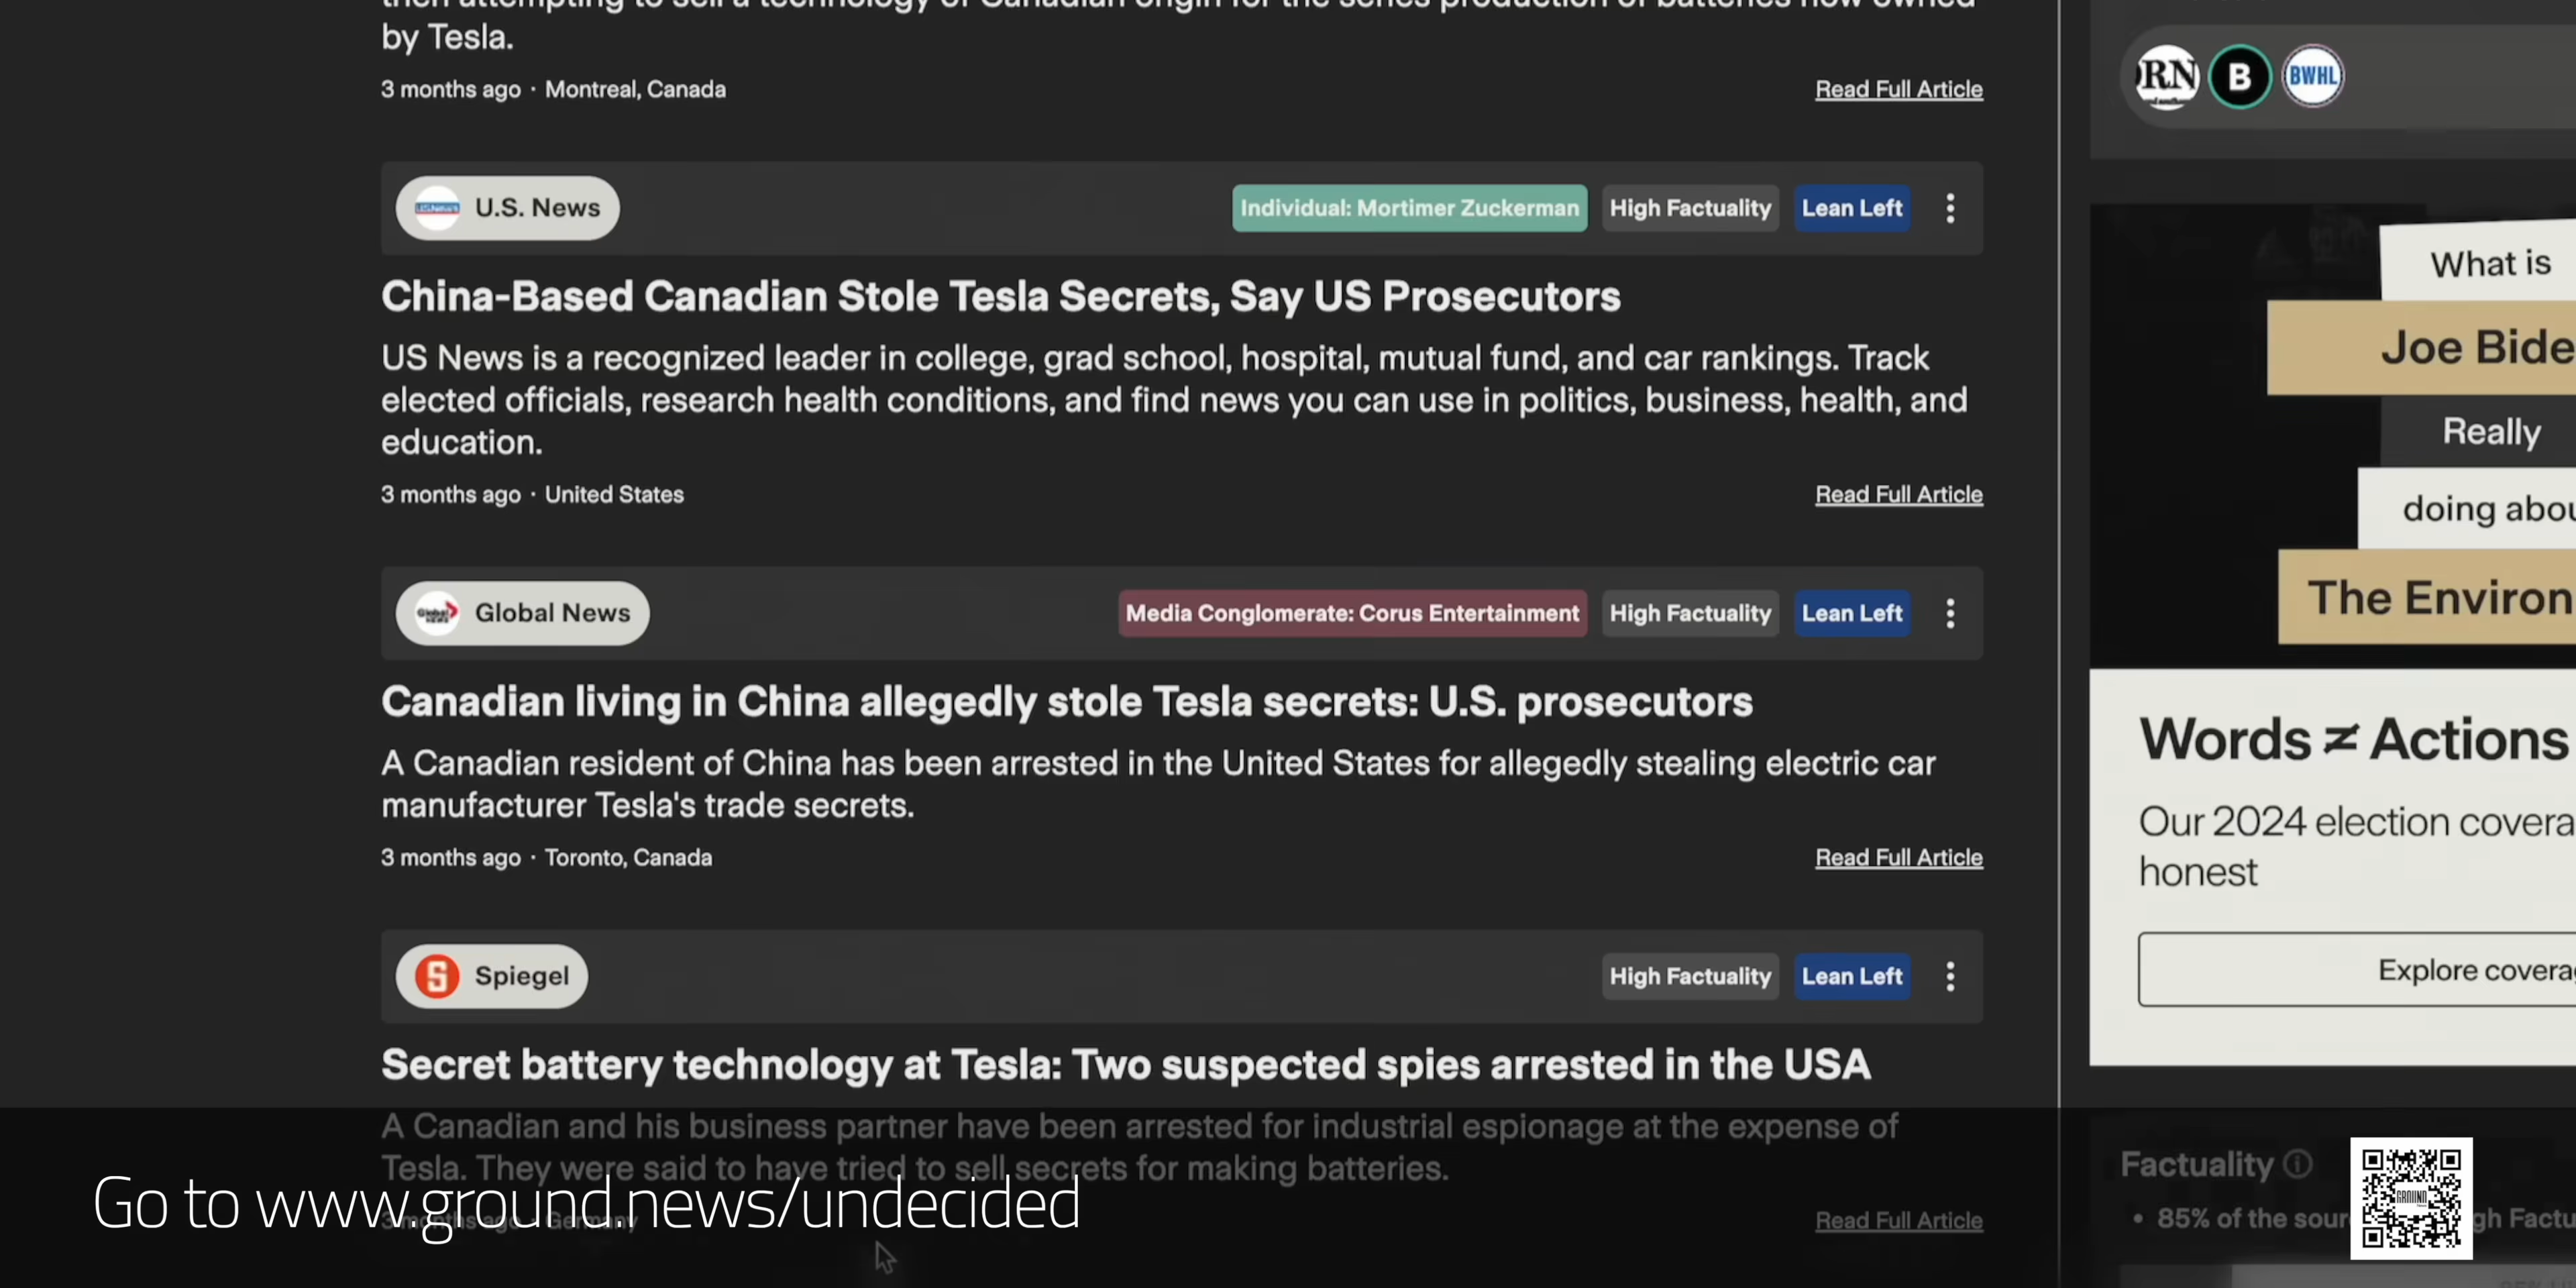 by Tesla.
3 months ago · Montreal, Canada
Read Full Article
U.S. News
Individual: Mortimer Zuckerman
High Factuality
Lean Left
China-Based Canadian Stole Tesla Secrets, Say US Prosecutors
US News is a recognized leader in college, grad school, hospital, mutual fund, and car rankings. Track
elected officials, research health conditions, and find news you can use in politics, business, health, and
education.
3 months ago · United States
Read Full Article
Global News
Media Conglomerate: Corus Entertainment
High Factuality
Lean Left
Canadian living in China allegedly stole Tesla secrets: U.S. prosecutors
A Canadian resident of China has been arrested in the United States for allegedly stealing electric car
manufacturer Tesla's trade secrets.
3 months ago · Toronto, Canada
Read Full Article
Spiegel
High Factuality
Lean Left
Secret battery technology at Tesla: Two suspected spies arrested in the USA
A Canadian and his business partner have been arrested for industrial espionage at the expense of
Tesla. They were said to have tried to sell secrets for making batteries.
3 months ago · Germany
Read Full Article
Go to www.ground.news/undecided
RN
B
BWHL
What is
Joe Bide
Really
doing abou
The Environ
Words ≠ Actions
Our 2024 election covera
honest
Explore covera
Factuality
• 85% of the sour
gh Factu
GROUND